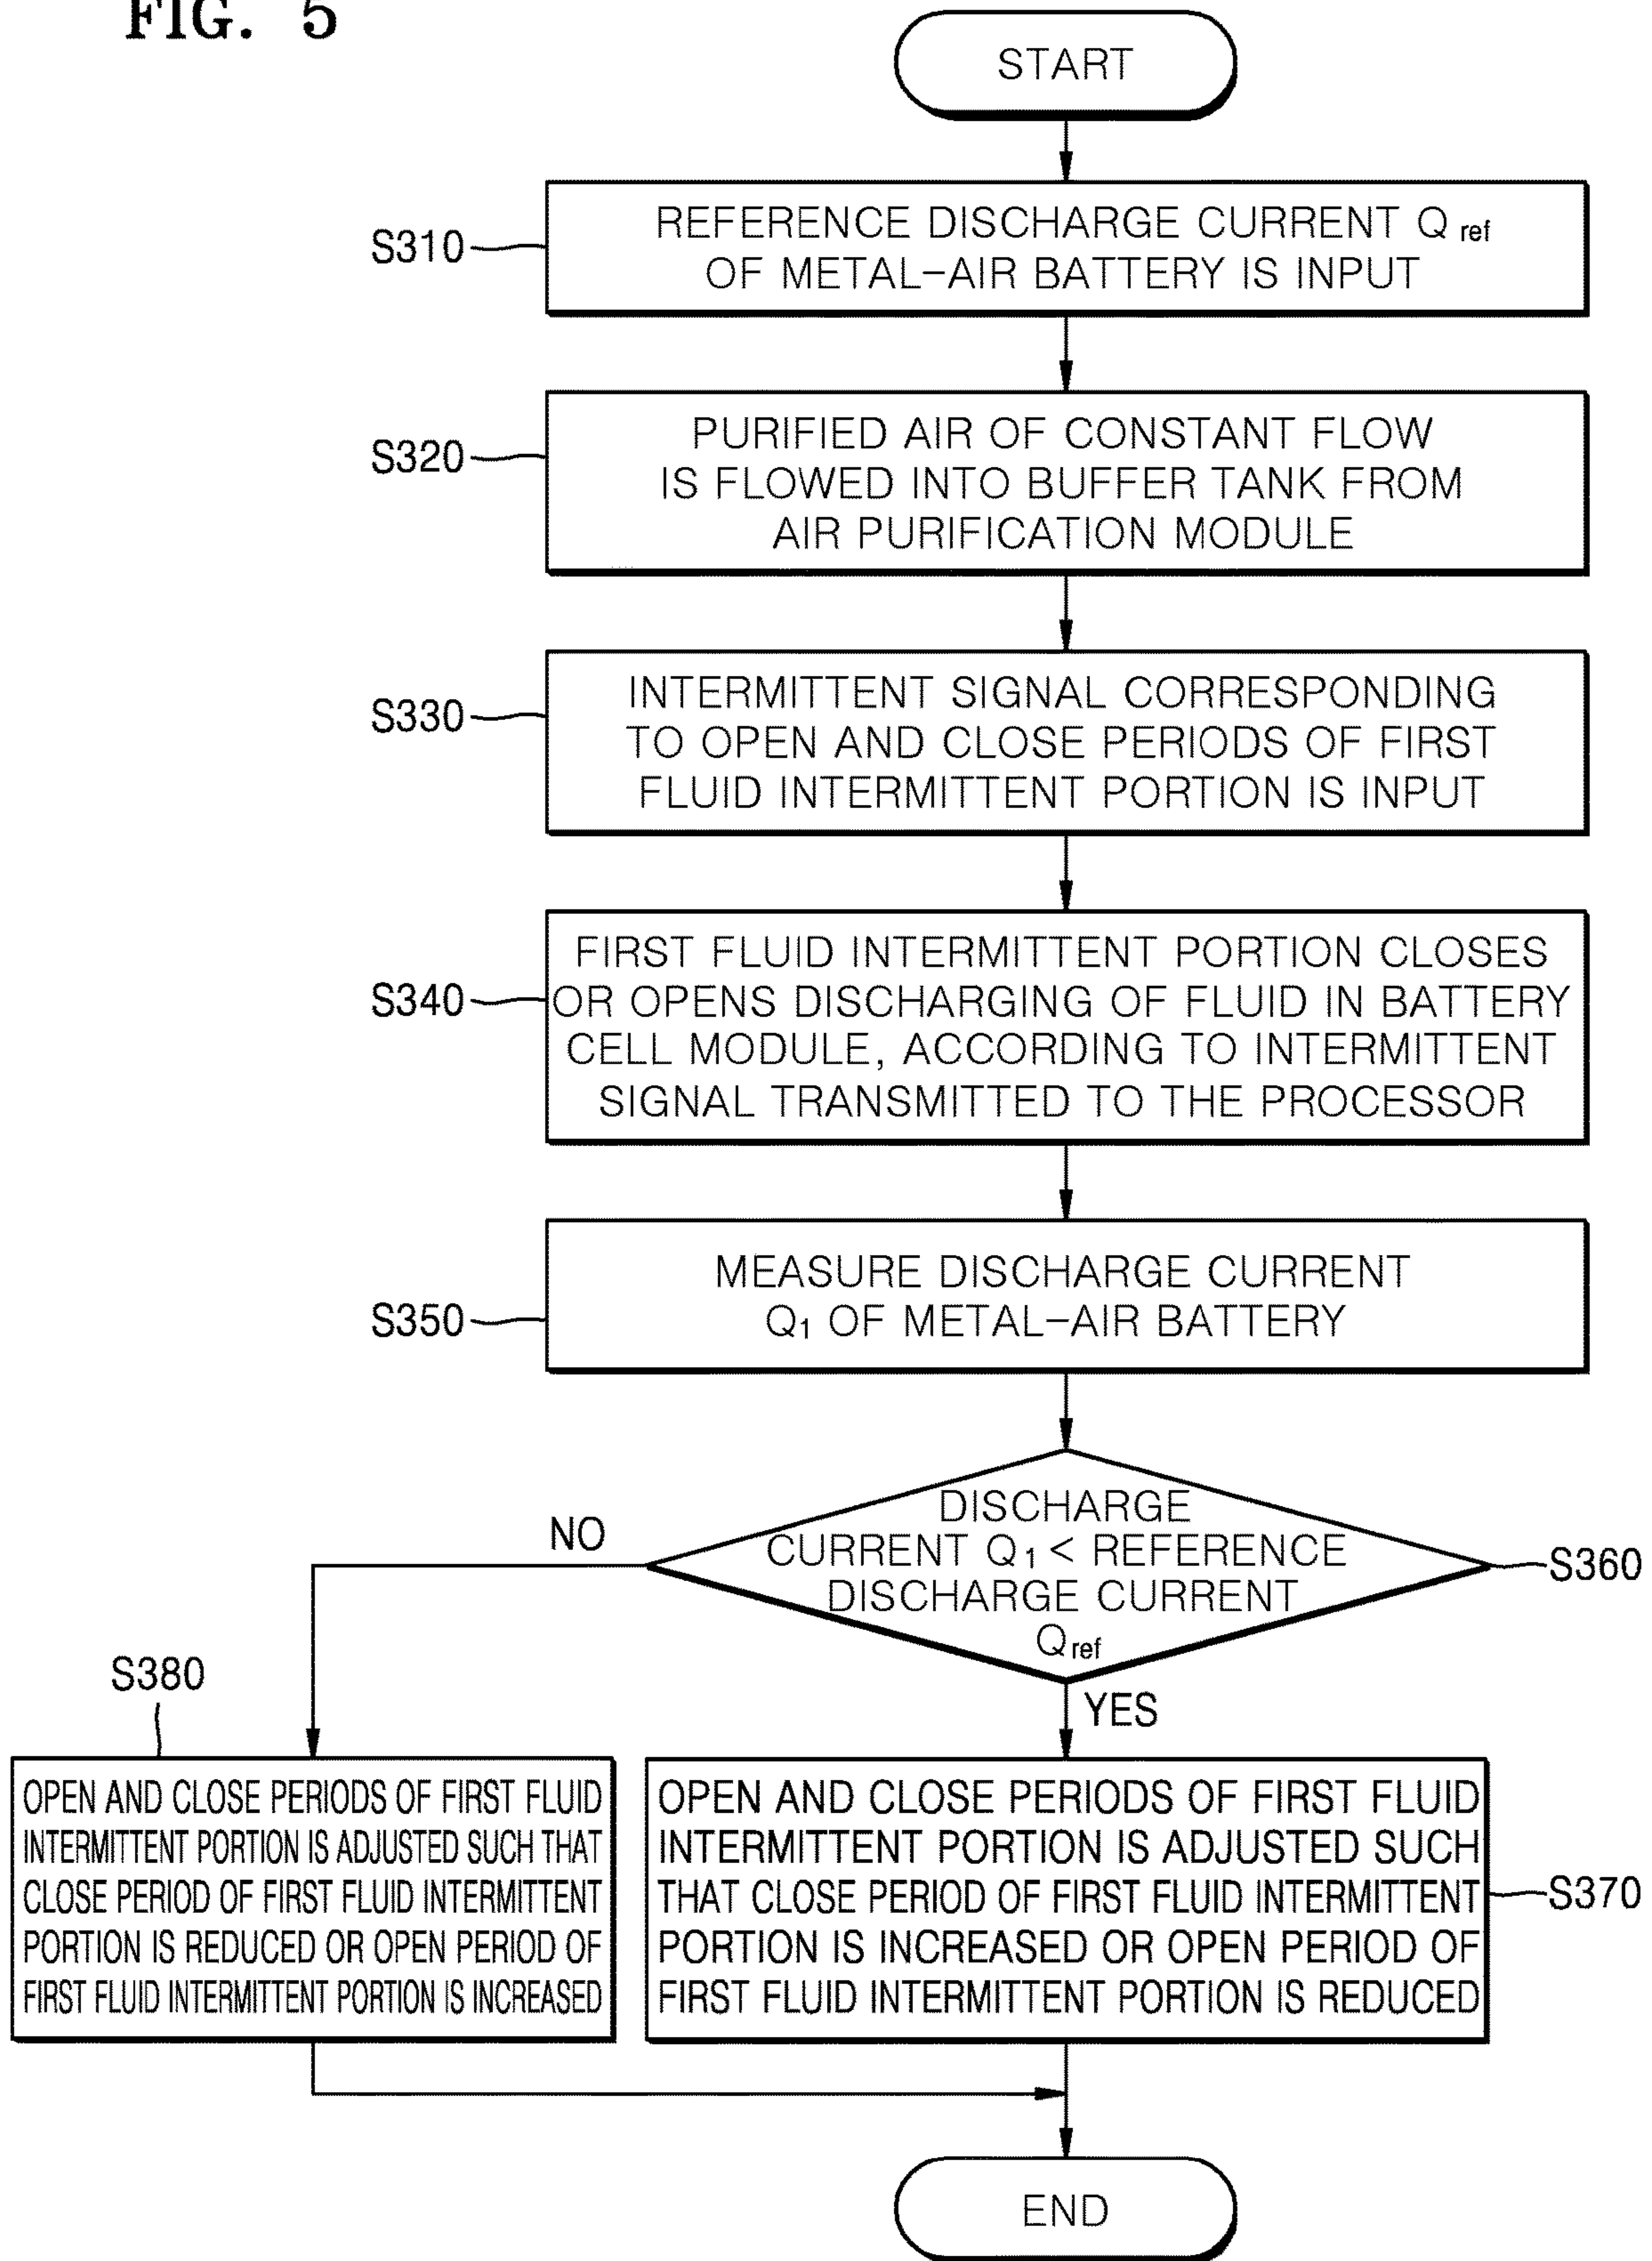 FIG. 5
START
S310
REFERENCE DISCHARGE CURRENT Q ref
OF METAL-AIR BATTERY IS INPUT
S320
PURIFIED AIR OF CONSTANT FLOW
IS FLOWED INTO BUFFER TANK FROM
AIR PURIFICATION MODULE
S330
INTERMITTENT SIGNAL CORRESPONDING
TO OPEN AND CLOSE PERIODS OF FIRST
FLUID INTERMITTENT PORTION IS INPUT
S340
FIRST FLUID INTERMITTENT PORTION CLOSES
OR OPENS DISCHARGING OF FLUID IN BATTERY
CELL MODULE, ACCORDING TO INTERMITTENT
SIGNAL TRANSMITTED TO THE PROCESSOR
S350
MEASURE DISCHARGE CURRENT
Q1 OF METAL-AIR BATTERY
DISCHARGE
CURRENT Q1 < REFERENCE
DISCHARGE CURRENT
Qref
S360
NO
YES
S380
OPEN AND CLOSE PERIODS OF FIRST FLUID
INTERMITTENT PORTION IS ADJUSTED SUCH THAT
CLOSE PERIOD OF FIRST FLUID INTERMITTENT
PORTION IS REDUCED OR OPEN PERIOD OF
FIRST FLUID INTERMITTENT PORTION IS INCREASED
OPEN AND CLOSE PERIODS OF FIRST FLUID
INTERMITTENT PORTION IS ADJUSTED SUCH
THAT CLOSE PERIOD OF FIRST FLUID INTERMITTENT
PORTION IS INCREASED OR OPEN PERIOD OF
FIRST FLUID INTERMITTENT PORTION IS REDUCED
S370
END